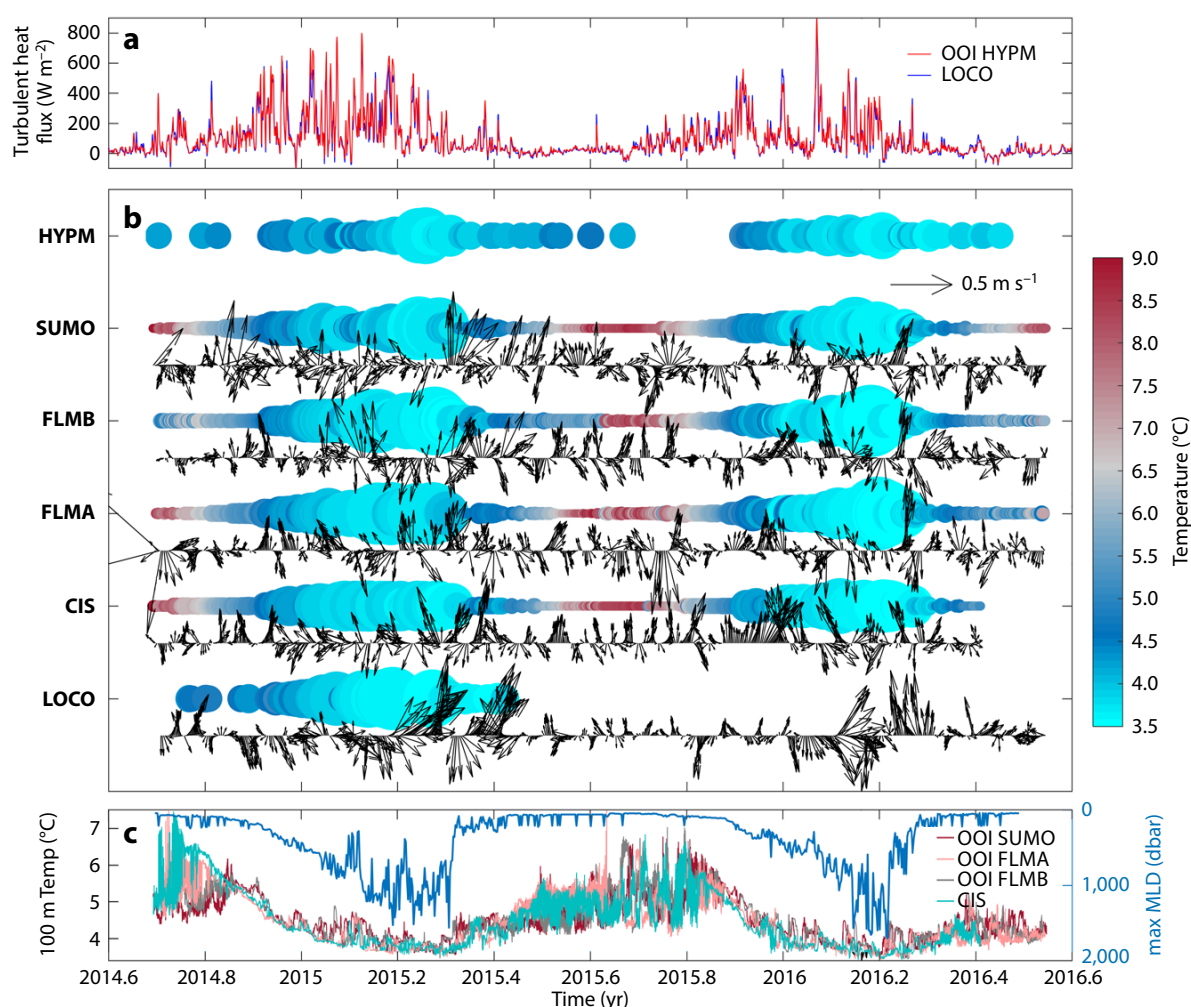 a
Turbulent heat
flux (W m⁻²)
800
600
400
200
0
OOI HYPM
LOCO
b
HYPM
SUMO
FLMB
FLMA
CIS
LOCO
0.5 m s⁻¹
9.0
8.5
8.0
7.5
7.0
6.5
6.0
5.5
5.0
4.5
4.0
3.5
Temperature (°C)
c
100 m Temp (°C)
7
6
5
4
OOI SUMO
OOI FLMA
OOI FLMB
CIS
0
1,000
2,000
max MLD (dbar)
2014.6 2014.8 2015 2015.2 2015.4 2015.6 2015.8 2016 2016.2 2016.4 2016.6
Time (yr)